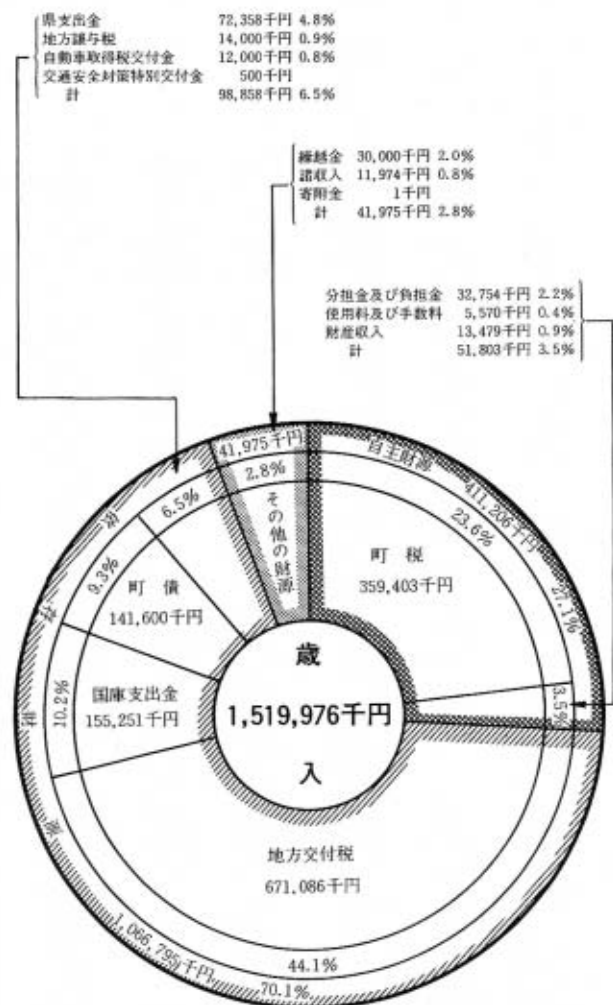 県支出金 72,358千円 4.8%
地方譲与税 14,000千円 0.9%
自動車取得税交付金 12,000千円 0.8%
交通安全対策特別交付金 500千円
計 98,858千円 6.5%
繰越金 30,000千円 2.0%
諸収入 11,974千円 0.8%
寄附金 1千円
計 41,975千円 2.8%
分担金及び負担金 32,754千円 2.2%
使用料及び手数料 5,570千円 0.4%
財産収入 13,479千円 0.9%
計 51,803千円 3.5%
41,975千円
2.8%
その他の財源
自主財源
411,206千円
27.1%
23.6%
町税
359,403千円
3.5%
6.5%
9.3%
町債
141,600千円
10.2%
国庫支出金
155,251千円
歳
1,519,976千円
入
地方交付税
671,086千円
44.1%
依存財源
1,066,795千円
70.1%